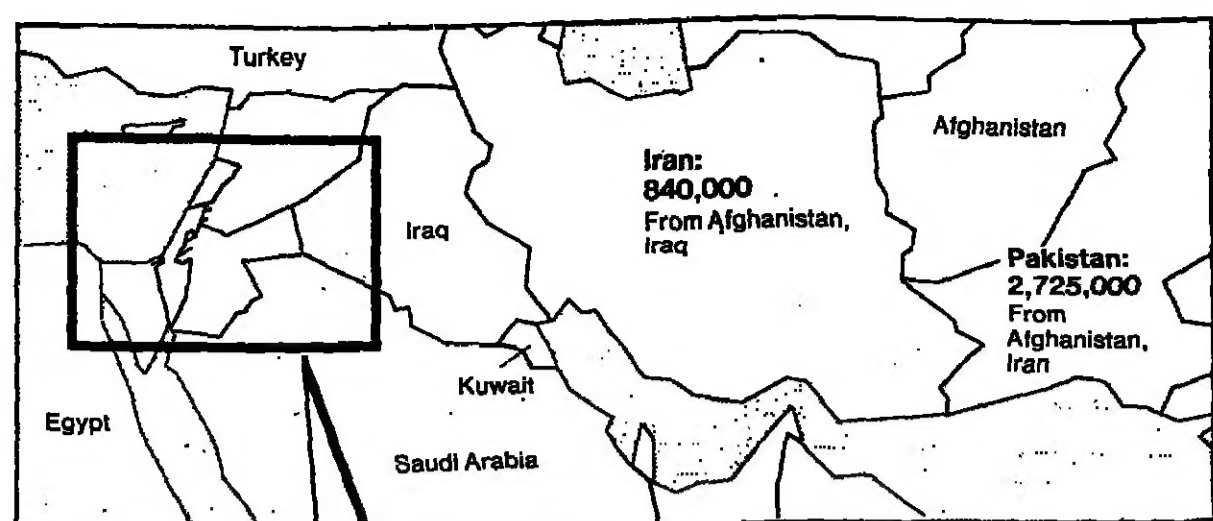 Turkey
Afghanistan
Iran:
840,000
From Afghanistan,
Iraq
Iraq
Pakistan:
2,725,000
From
Afghanistan,
Iran
Kuwait
Egypt
Saudi Arabia